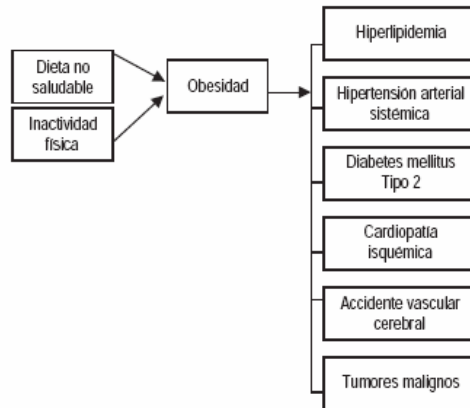 Dieta no
saludable
Inactividad
física
Obesidad
Hiperlipidemia
Hipertensión arterial
sistémica
Diabetes mellitus
Tipo 2
Cardiopatía
isquémica
Accidente vascular
cerebral
Tumores malignos